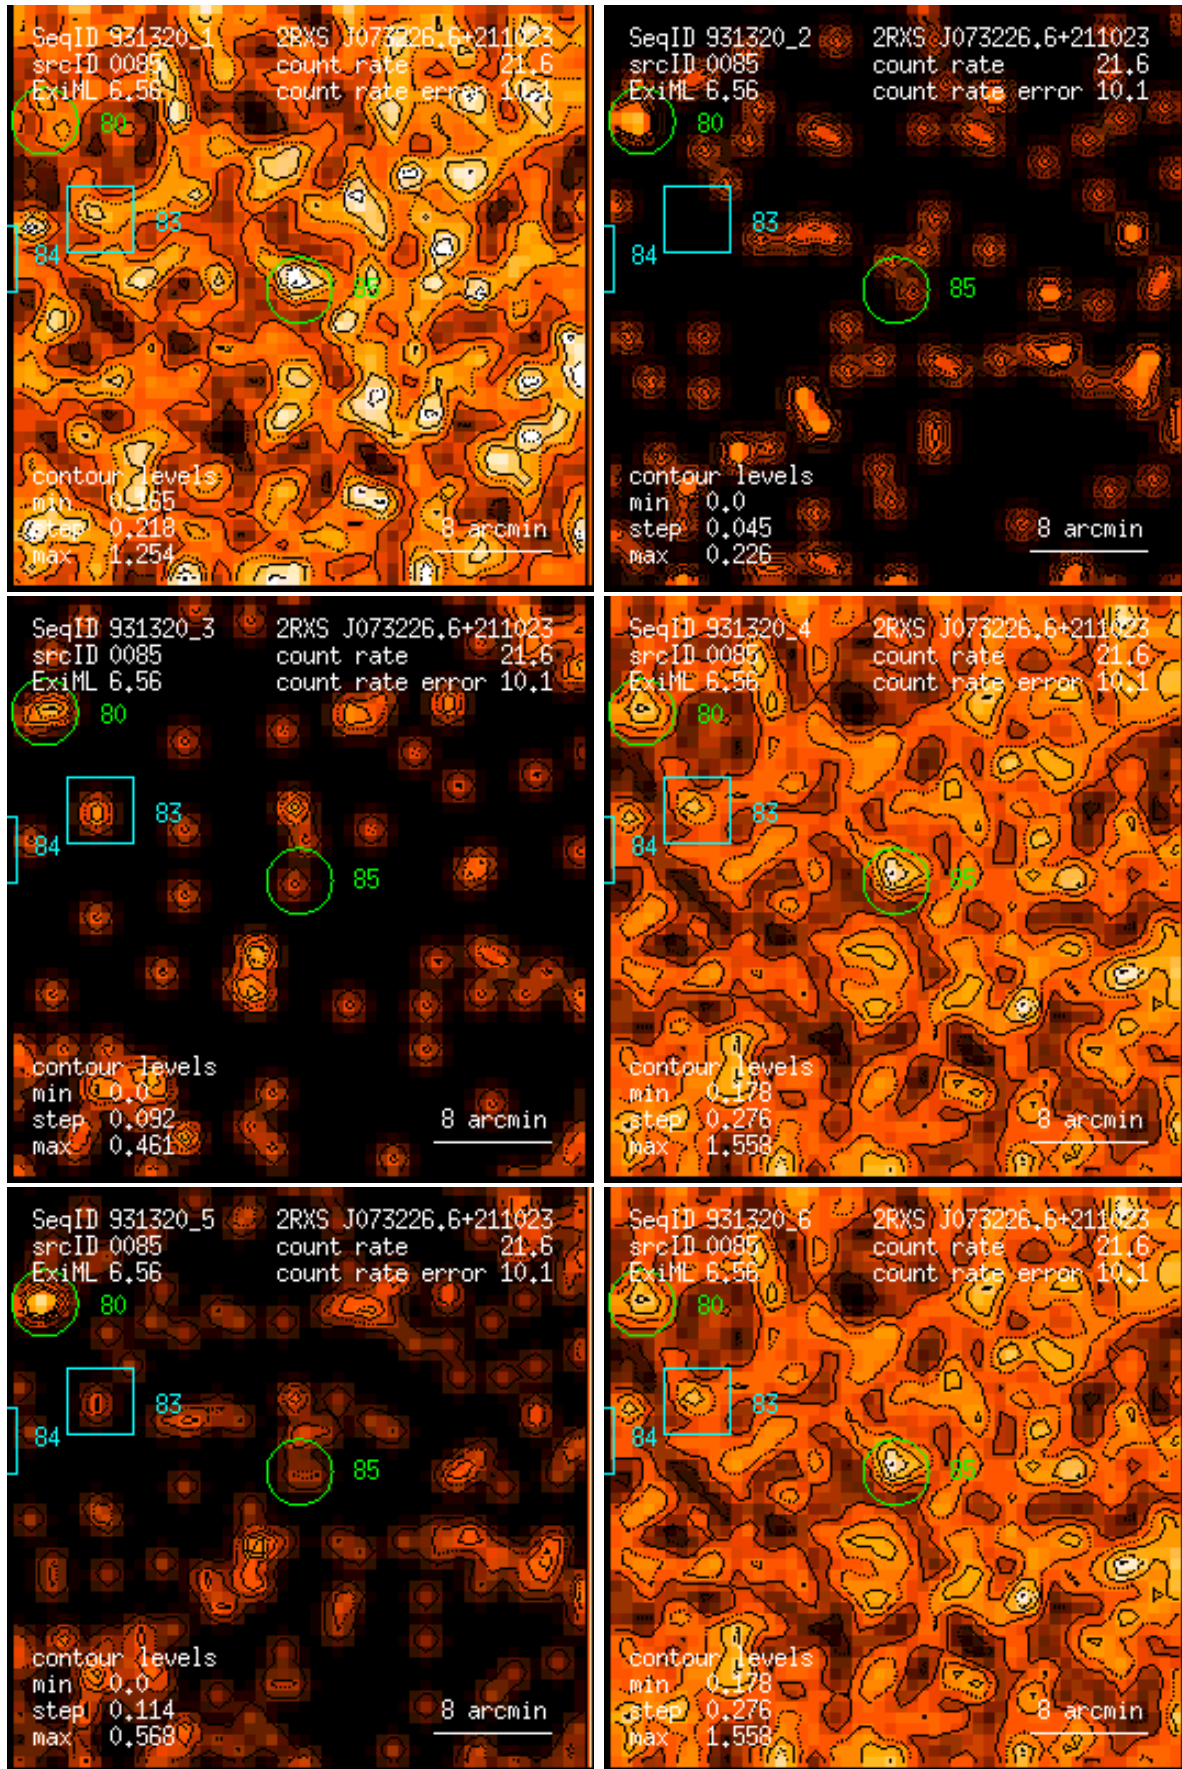 SeqID 931320_1 2RXS J073226.6+211023
srcID 0085 count rate 21.6
ExiML 6.56 count rate error 10.1
80
83
84
85
contour levels
min 0.165
step 0.218 8 arcmin
max 1.254
SeqID 931320_2 2RXS J073226.6+211023
srcID 0085 count rate 21.6
ExiML 6.56 count rate error 10.1
80
83
84
85
contour levels
min 0.0
step 0.045 8 arcmin
max 0.226
SeqID 931320_3 2RXS J073226.6+211023
srcID 0085 count rate 21.6
ExiML 6.56 count rate error 10.1
80
83
84
85
contour levels
min 0.0
step 0.092 8 arcmin
max 0.461
SeqID 931320_4 2RXS J073226.6+211023
srcID 0085 count rate 21.6
ExiML 6.56 count rate error 10.1
80
83
84
85
contour levels
min 0.178
step 0.276 8 arcmin
max 1.558
SeqID 931320_5 2RXS J073226.6+211023
srcID 0085 count rate 21.6
ExiML 6.56 count rate error 10.1
80
83
84
85
contour levels
min 0.0
step 0.114 8 arcmin
max 0.568
SeqID 931320_6 2RXS J073226.6+211023
srcID 0085 count rate 21.6
ExiML 6.56 count rate error 10.1
80
83
84
85
contour levels
min 0.178
step 0.276 8 arcmin
max 1.558